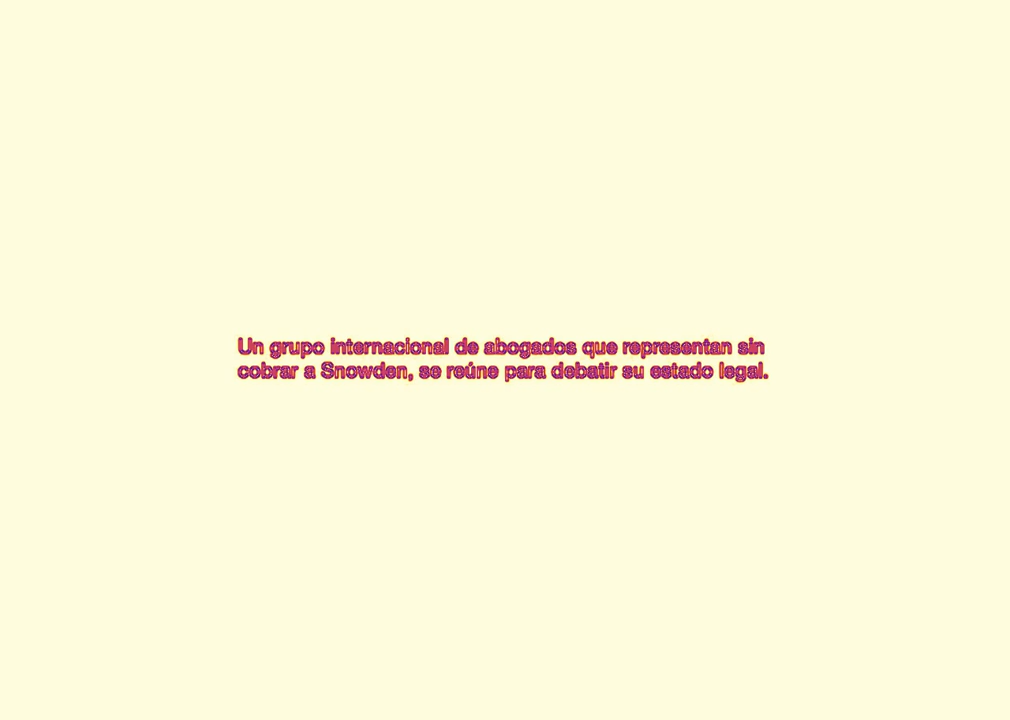 Un grupo internacional de abogados que representan sin
cobrar a Snowden, se reúne para debatir su estado legal.